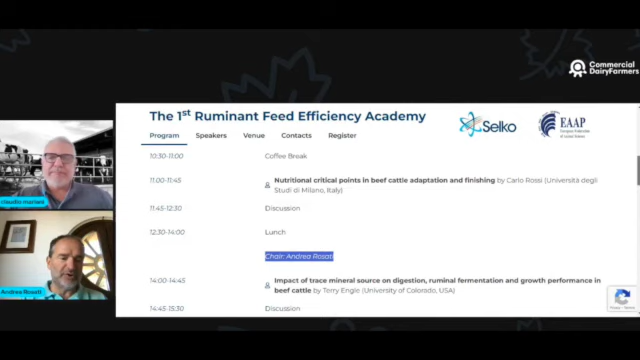 Commercial
DairyFarmers
The 1st Ruminant Feed Efficiency Academy
Selko
EAAP
Program Speakers Venue Contacts Register
10:30-11:00 Coffee Break
11:00-11:45 Nutritional critical points in beef cattle adaptation and finishing by Carlo Rossi (Università degli
Studi di Milano, Italy)
11:45-12:30 Discussion
12:30-14:00 Lunch
Chair: Andrea Rosati
14:00-14:45 Impact of trace mineral source on digestion, ruminal fermentation and growth performance in
beef cattle by Terry Engle (University of Colorado, USA)
14:45-15:30 Discussion
claudio mariani
Andrea Rosati